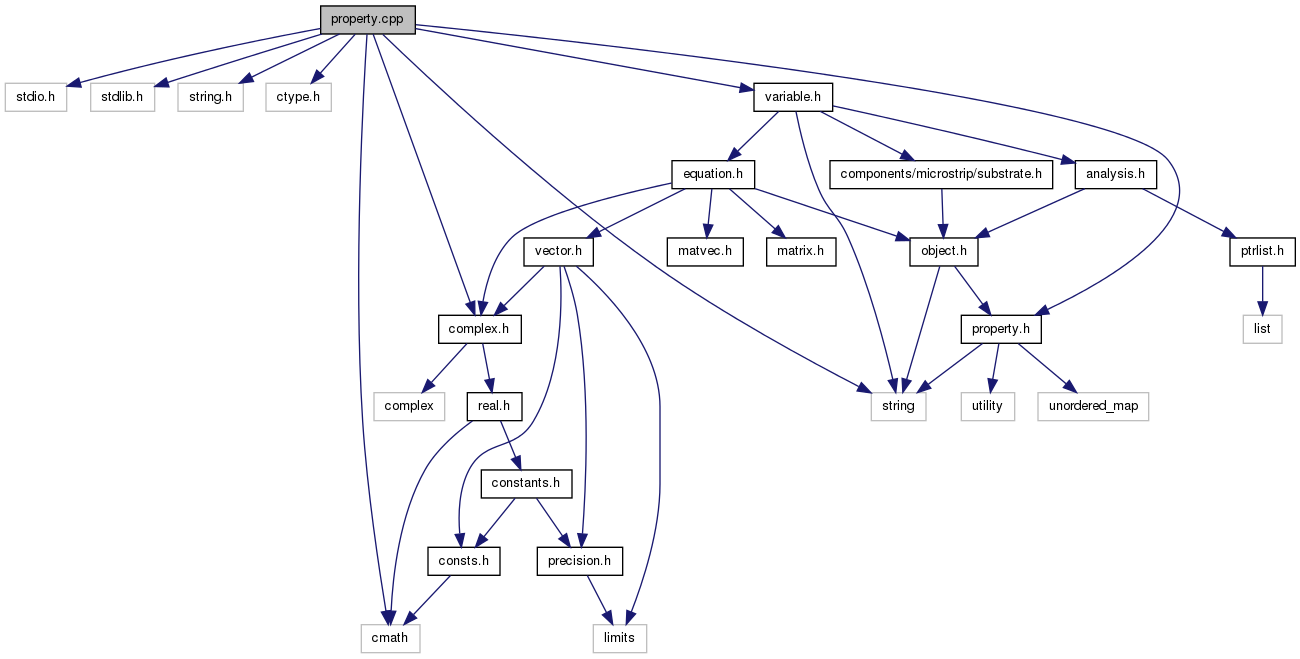 property.cpp
stdio.h
stdlib.h
string.h
ctype.h
variable.h
equation.h
components/microstrip/substrate.h
analysis.h
vector.h
matvec.h
matrix.h
object.h
ptrlist.h
complex.h
property.h
list
complex
real.h
string
utility
unordered_map
constants.h
consts.h
precision.h
cmath
limits